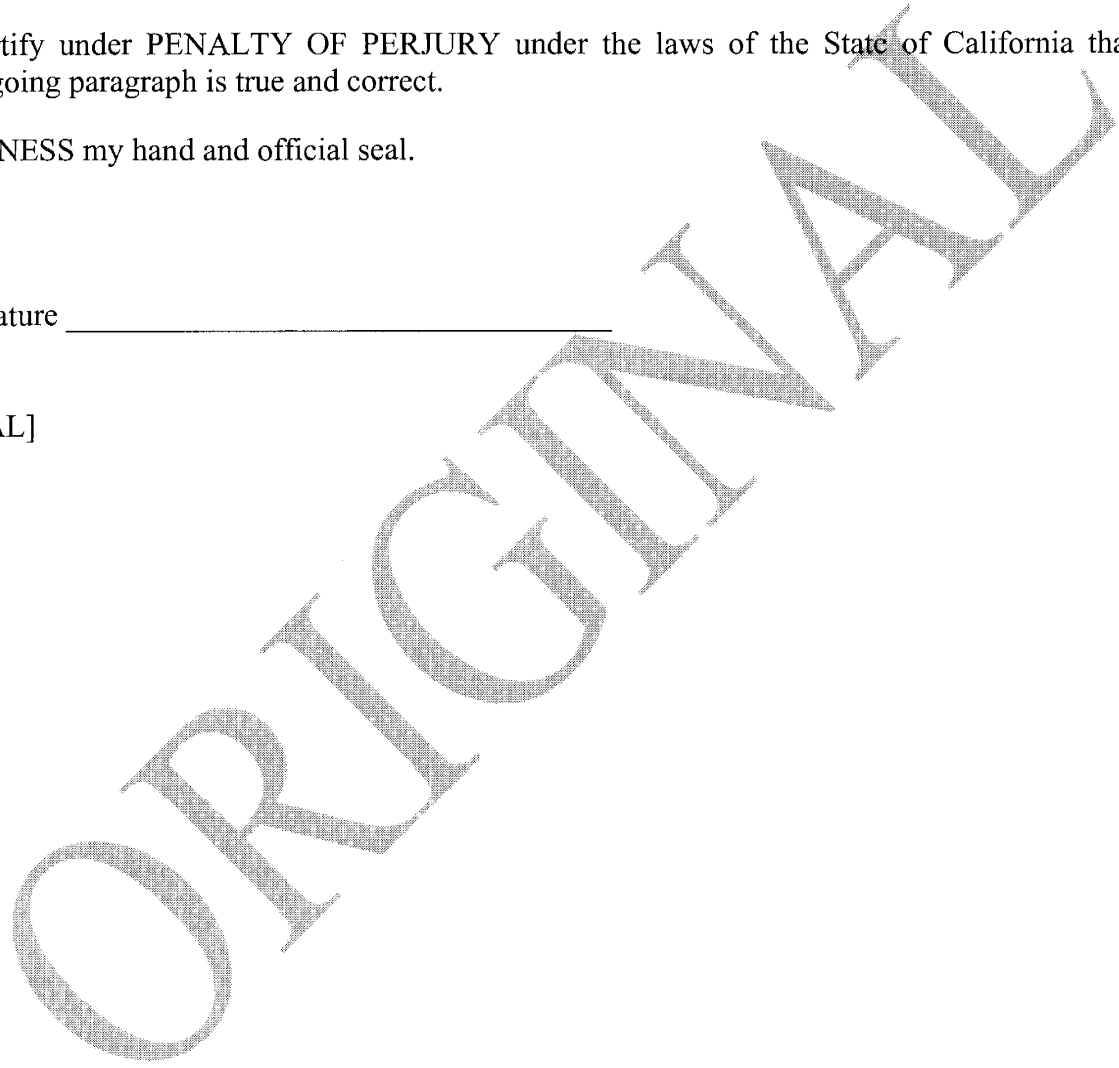 tify under PENALTY OF PERJURY under the laws of the State of California tha
going paragraph is true and correct.
NESS my hand and official seal.
ature
AL]
ORIGINAL